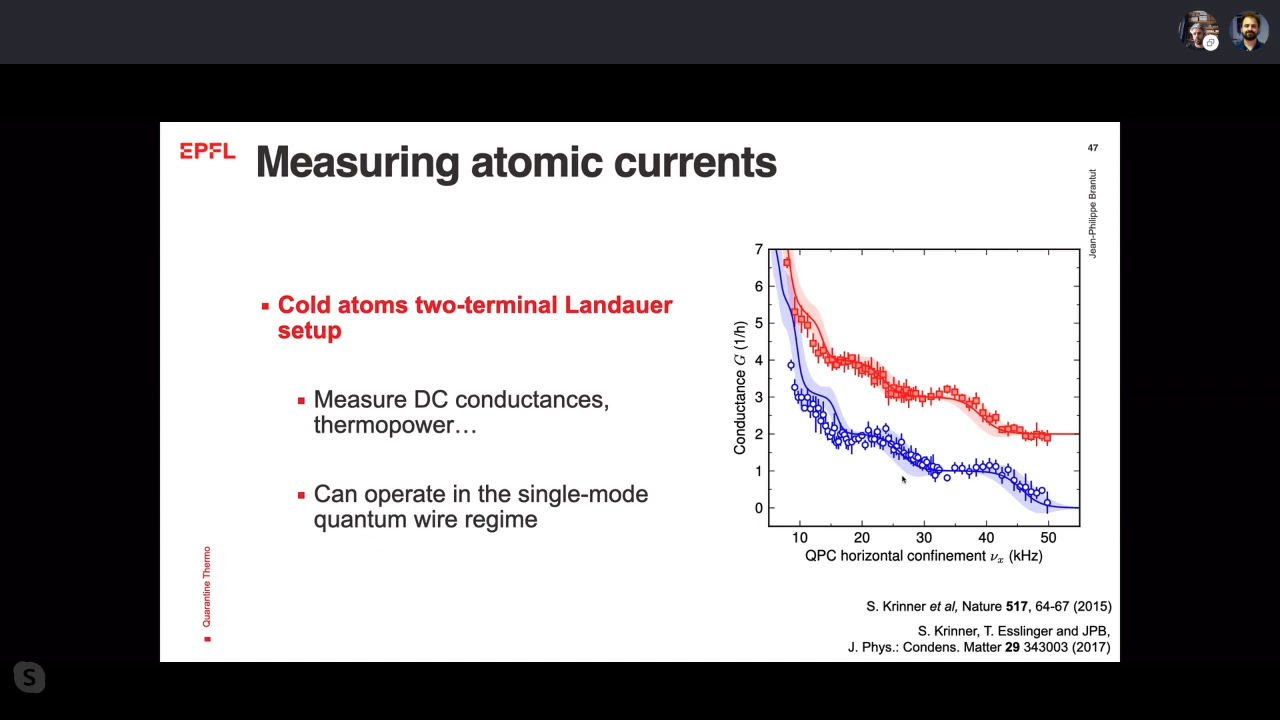 EPFL
Measuring atomic currents
47
Jean-Philippe Brantut
▪ Cold atoms two-terminal Landauer
setup
▪ Measure DC conductances,
thermopower…
▪ Can operate in the single-mode
quantum wire regime
Quarantine Thermo
Conductance G (1/h)
7
6
5
4
3
2
1
0
10 20 30 40 50
QPC horizontal confinement νx (kHz)
S. Krinner et al, Nature 517, 64-67 (2015)
S. Krinner, T. Esslinger and JPB,
J. Phys.: Condens. Matter 29 343003 (2017)
S